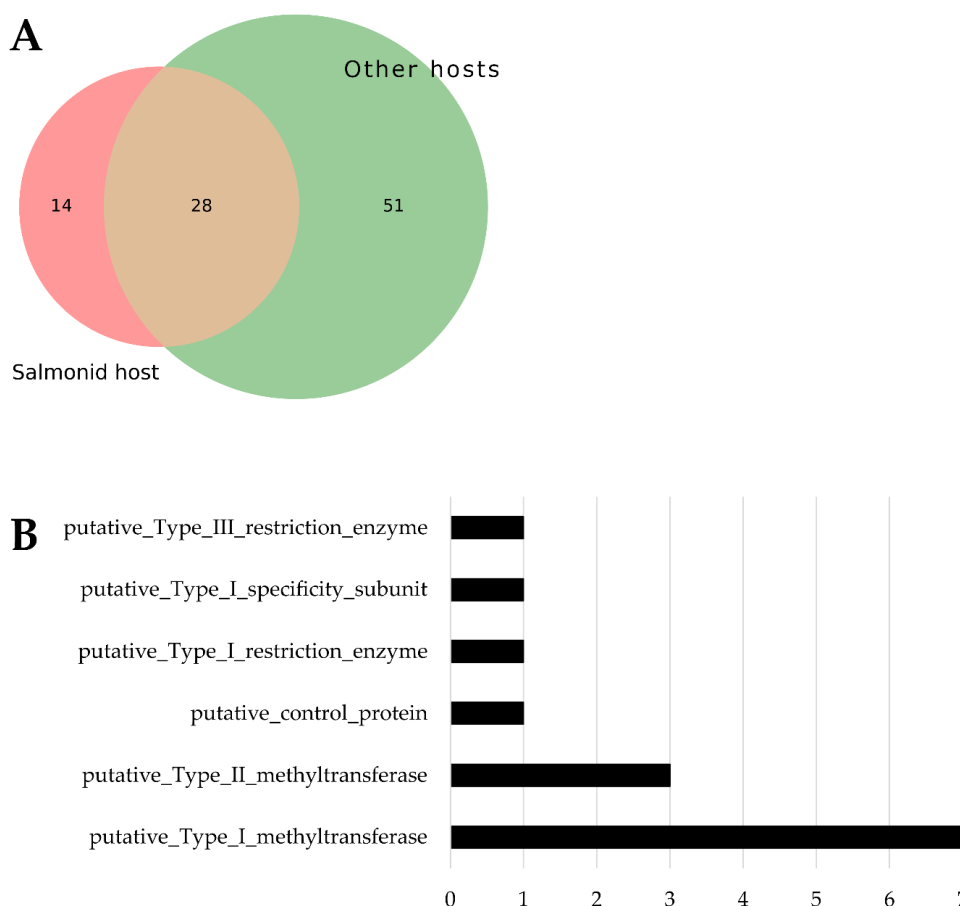 A
Other hosts
14
28
51
Salmonid host
B
putative_Type_III_restriction_enzyme
putative_Type_I_specificity_subunit
putative_Type_I_restriction_enzyme
putative_control_protein
putative_Type_II_methyltransferase
putative_Type_I_methyltransferase
0 1 2 3 4 5 6 7